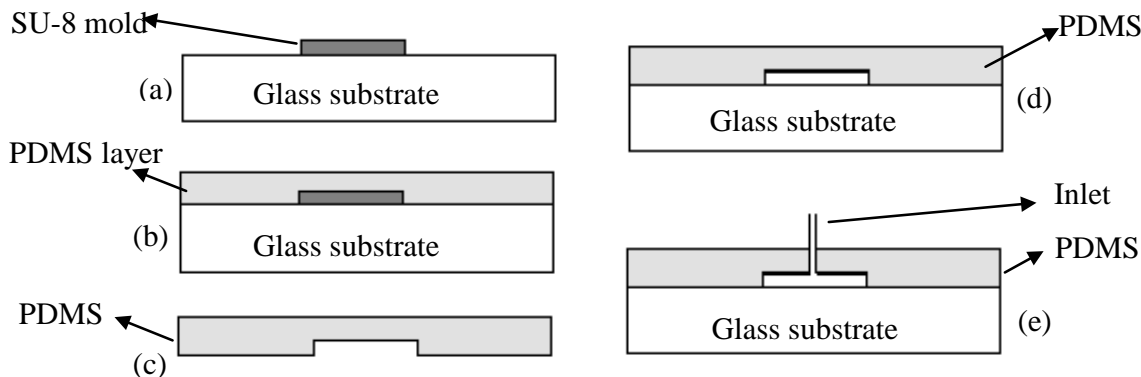 SU-8 mold
(a)
Glass substrate
PDMS layer
(b)
Glass substrate
PDMS
(c)
PDMS
(d)
Glass substrate
Inlet
PDMS
(e)
Glass substrate